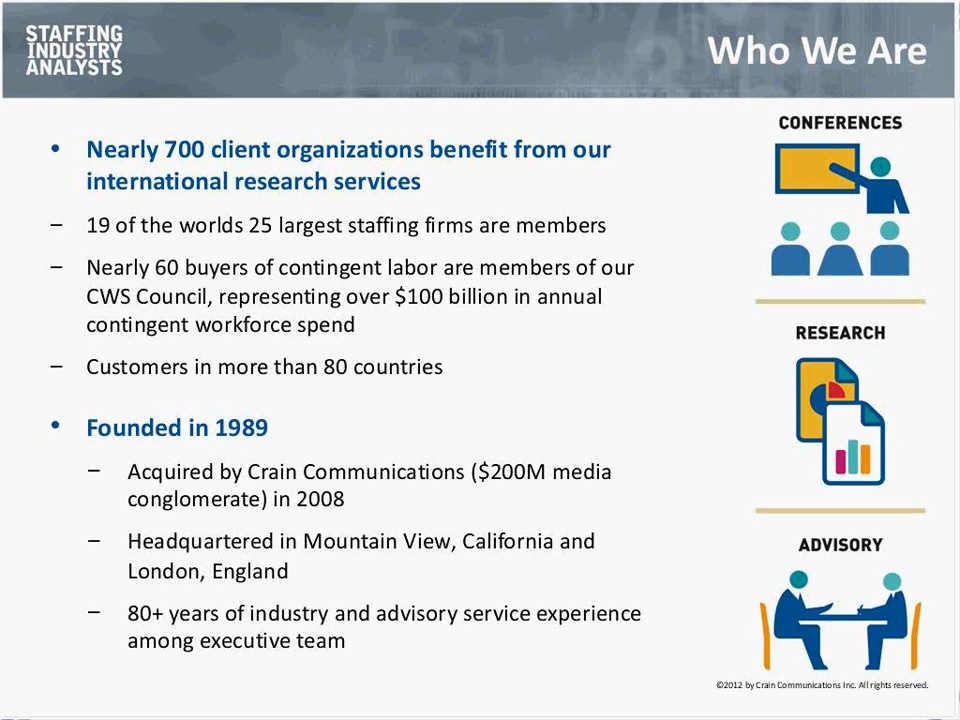 STAFFING
INDUSTRY
ANALYSTS
Who We Are
• Nearly 700 client organizations benefit from our
international research services
– 19 of the worlds 25 largest staffing firms are members
– Nearly 60 buyers of contingent labor are members of our
CWS Council, representing over $100 billion in annual
contingent workforce spend
– Customers in more than 80 countries
• Founded in 1989
– Acquired by Crain Communications ($200M media
conglomerate) in 2008
– Headquartered in Mountain View, California and
London, England
– 80+ years of industry and advisory service experience
among executive team
CONFERENCES
RESEARCH
ADVISORY
©2012 by Crain Communications Inc. All rights reserved.